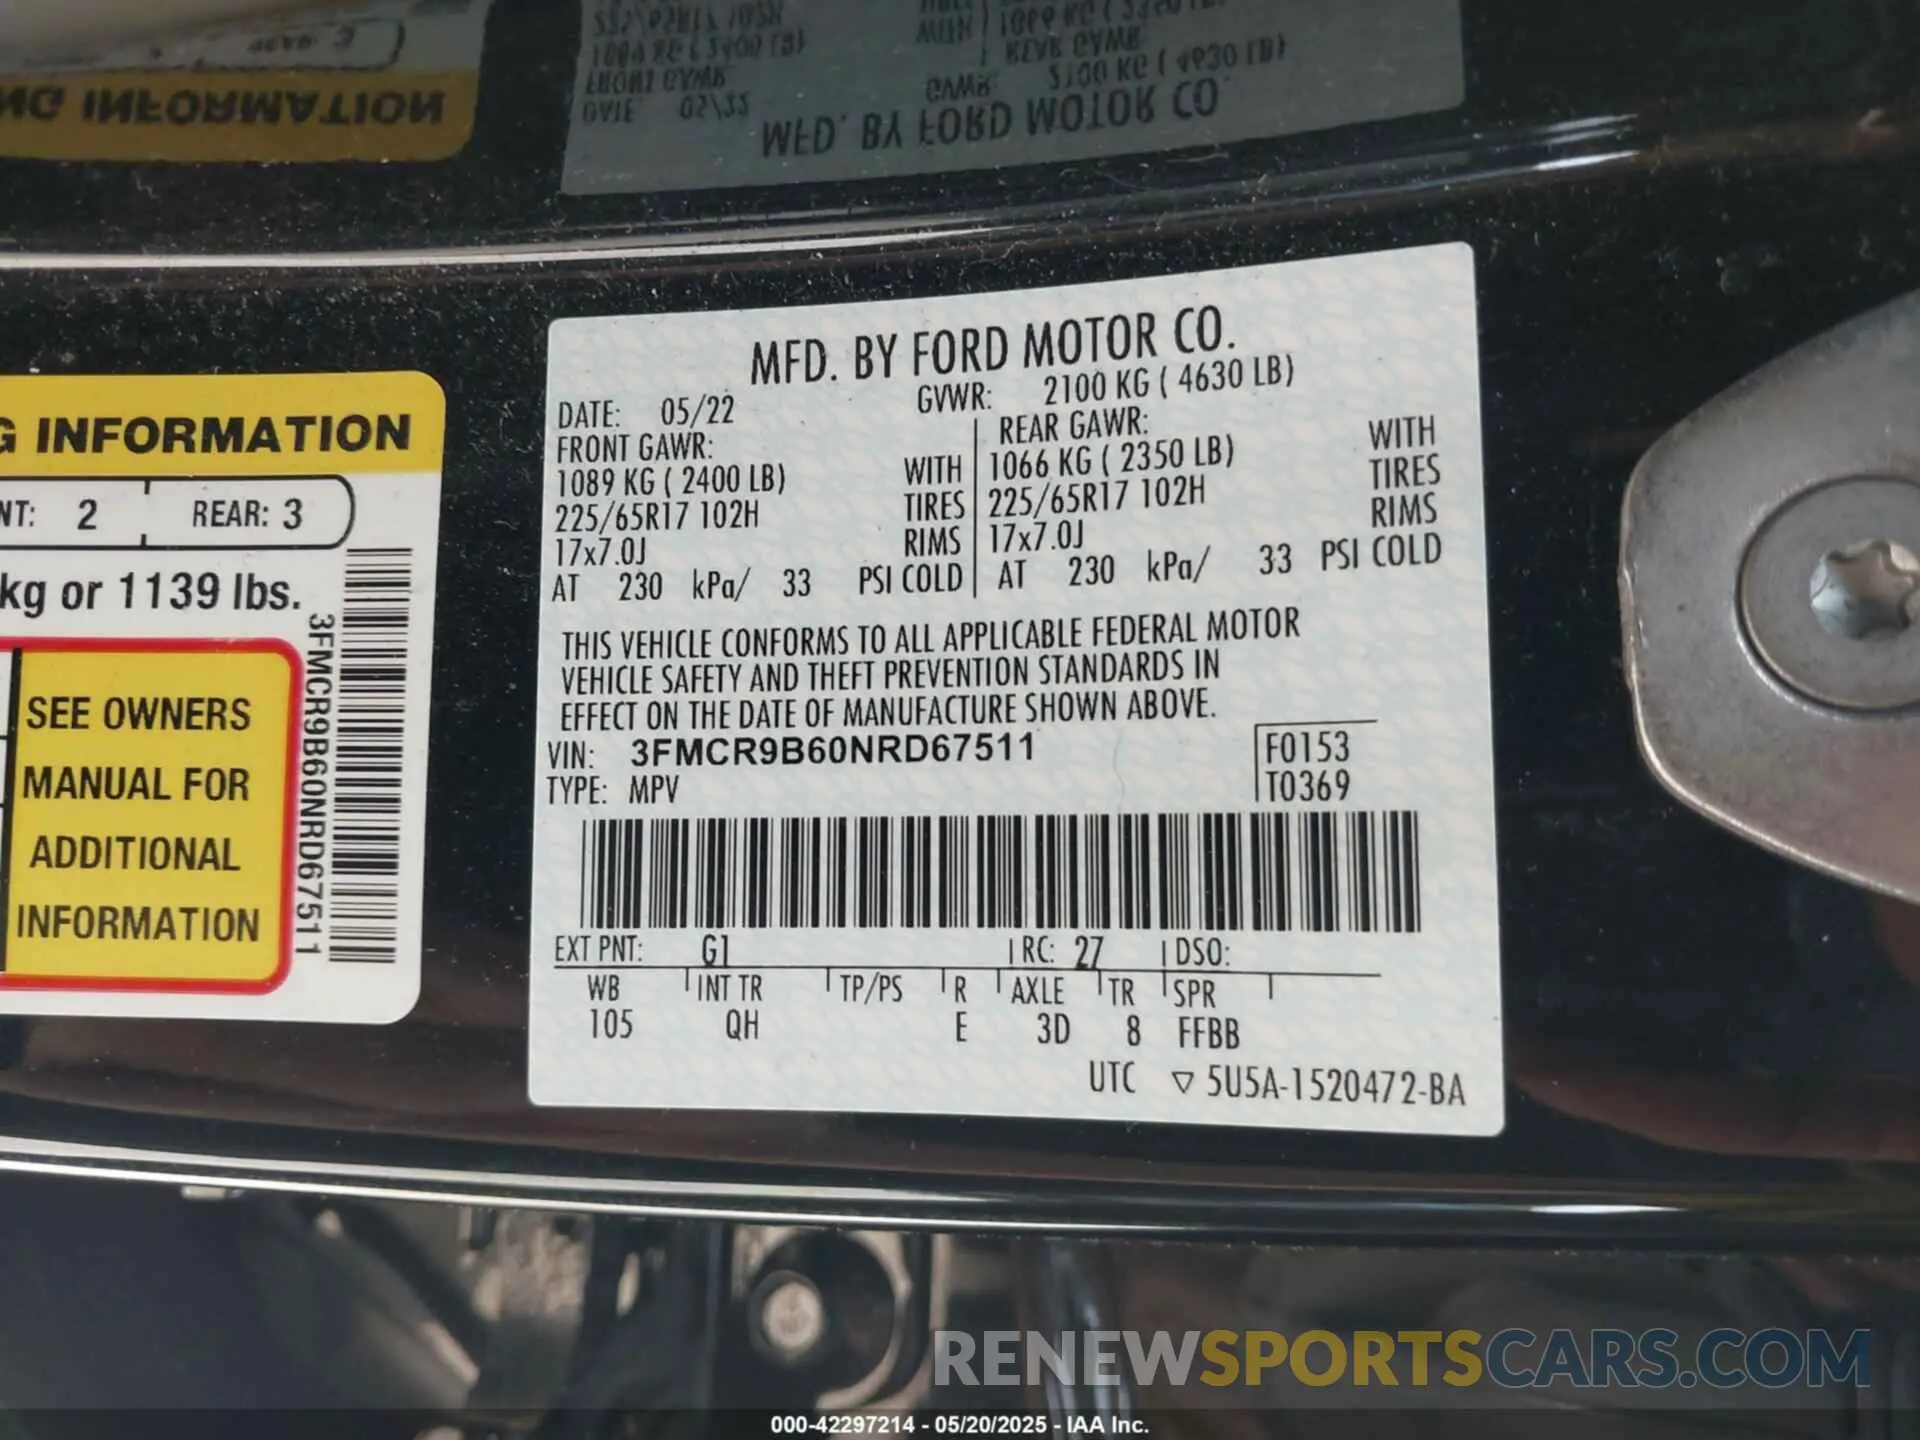 MFD. BY FORD MOTOR CO.
DATE: 05/22 GVWR: 2100 KG ( 4630 LB)
FRONT GAWR: REAR GAWR:
1089 KG ( 2400 LB) WITH 1066 KG ( 2350 LB) WITH
225/65R17 102H TIRES 225/65R17 102H TIRES
17x7.0J RIMS 17x7.0J RIMS
AT 230 kPa/ 33 PSI COLD AT 230 kPa/ 33 PSI COLD
THIS VEHICLE CONFORMS TO ALL APPLICABLE FEDERAL MOTOR
VEHICLE SAFETY AND THEFT PREVENTION STANDARDS IN
EFFECT ON THE DATE OF MANUFACTURE SHOWN ABOVE.
VIN: 3FMCR9B60NRD67511 F0153
TYPE: MPV T0369
EXT PNT: G1 RC: 27 DSO:
WB INT TR TP/PS R AXLE TR SPR
105 QH E 3D 8 FFBB
UTC ▽ 5U5A-1520472-BA
G INFORMATION
NT: 2 REAR: 3
kg or 1139 lbs.
SEE OWNERS
MANUAL FOR
ADDITIONAL
INFORMATION
3FMCR9B60NRD67511
RENEWSPORTSCARS.COM
000-42297214 - 05/20/2025 - IAA Inc.